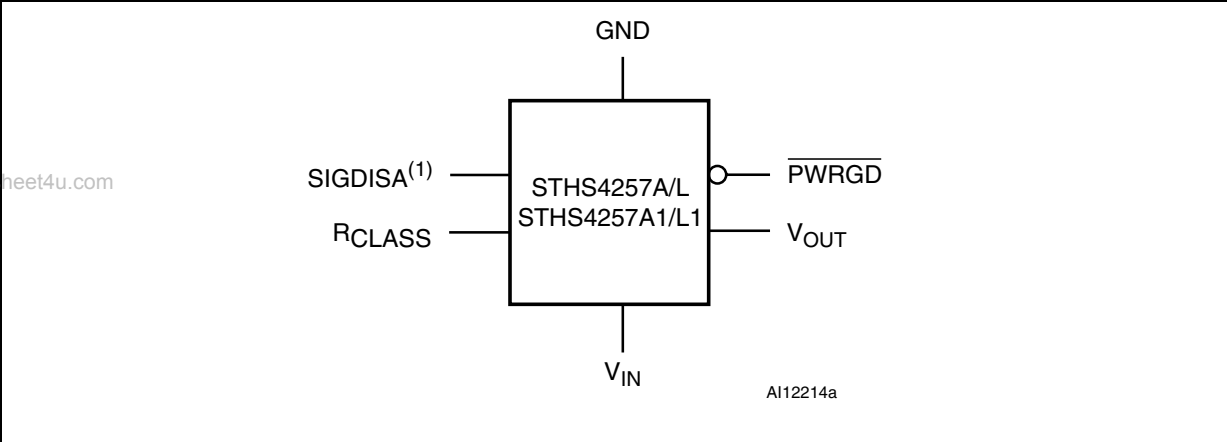 GND
SIGDISA(1)
PWRGD
heet4u.com
STHS4257A/L
STHS4257A1/L1
RCLASS
VOUT
VIN
AI12214a